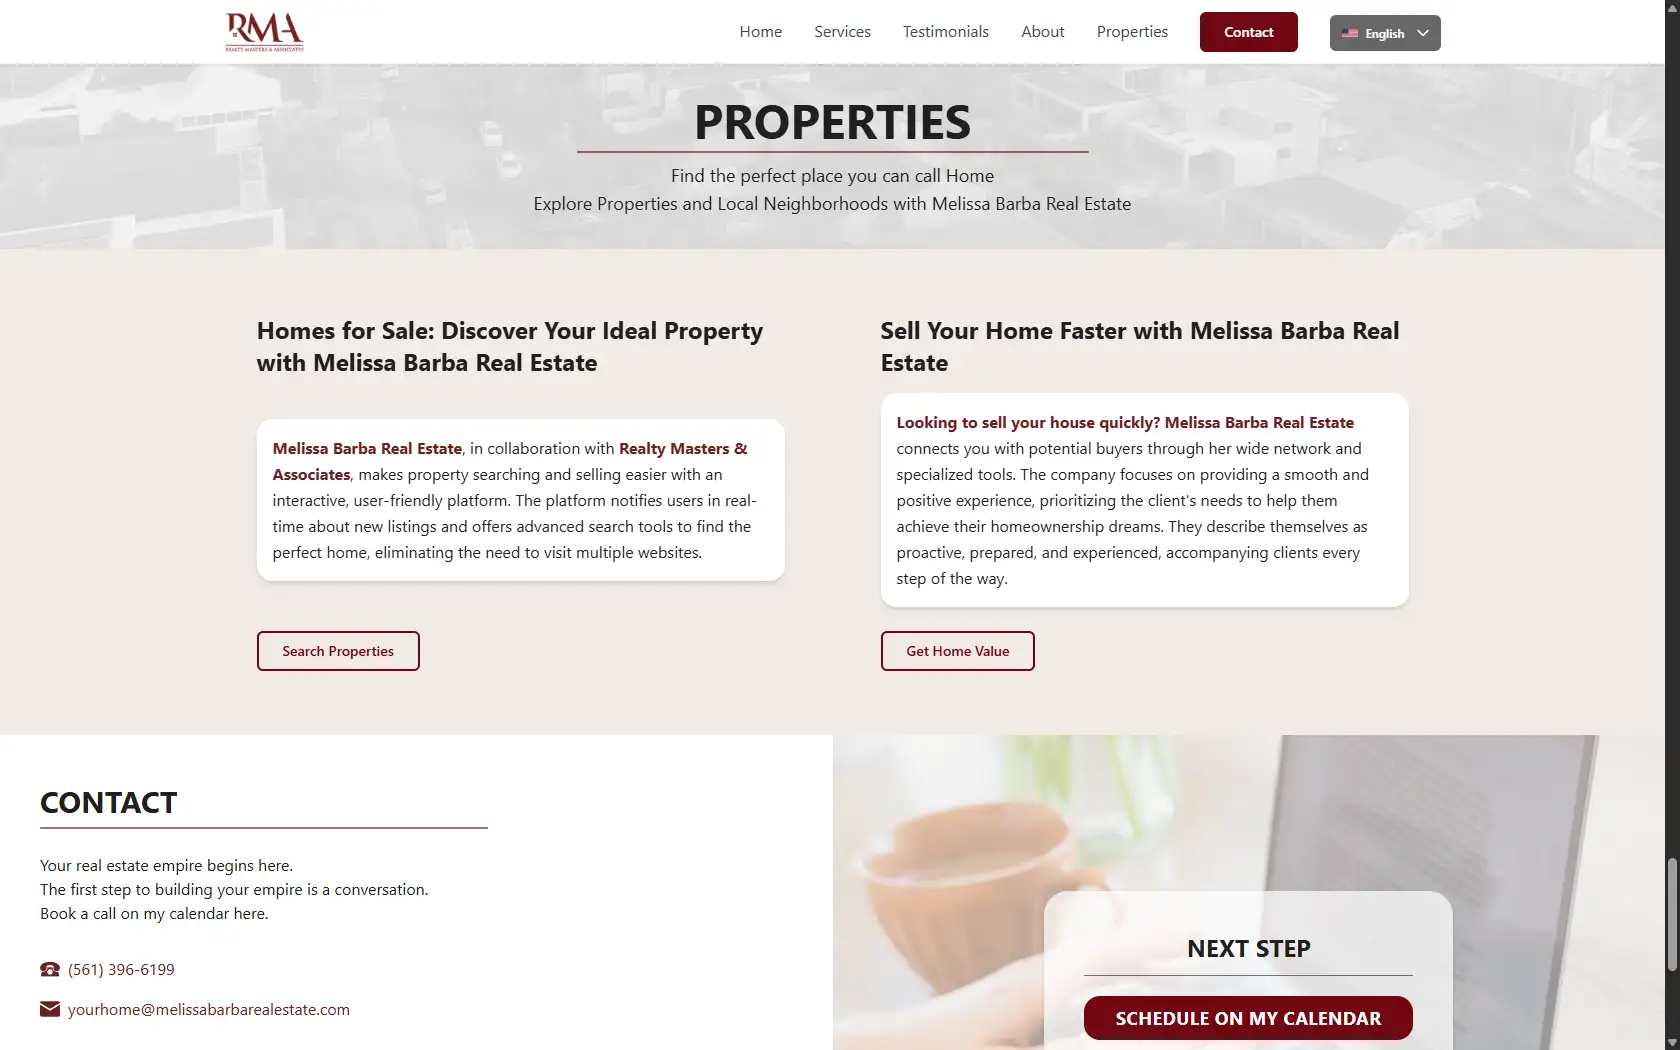 RMA
REALTY MASTERS & ASSOCIATES
Home
Services
Testimonials
About
Properties
Contact
English
PROPERTIES
Find the perfect place you can call Home
Explore Properties and Local Neighborhoods with Melissa Barba Real Estate
Homes for Sale: Discover Your Ideal Property
with Melissa Barba Real Estate
Melissa Barba Real Estate, in collaboration with Realty Masters &
Associates, makes property searching and selling easier with an
interactive, user-friendly platform. The platform notifies users in real-
time about new listings and offers advanced search tools to find the
perfect home, eliminating the need to visit multiple websites.
Search Properties
Sell Your Home Faster with Melissa Barba Real
Estate
Looking to sell your house quickly? Melissa Barba Real Estate
connects you with potential buyers through her wide network and
specialized tools. The company focuses on providing a smooth and
positive experience, prioritizing the client's needs to help them
achieve their homeownership dreams. They describe themselves as
proactive, prepared, and experienced, accompanying clients every
step of the way.
Get Home Value
CONTACT
Your real estate empire begins here.
The first step to building your empire is a conversation.
Book a call on my calendar here.
(561) 396-6199
yourhome@melissabarbarealestate.com
NEXT STEP
SCHEDULE ON MY CALENDAR